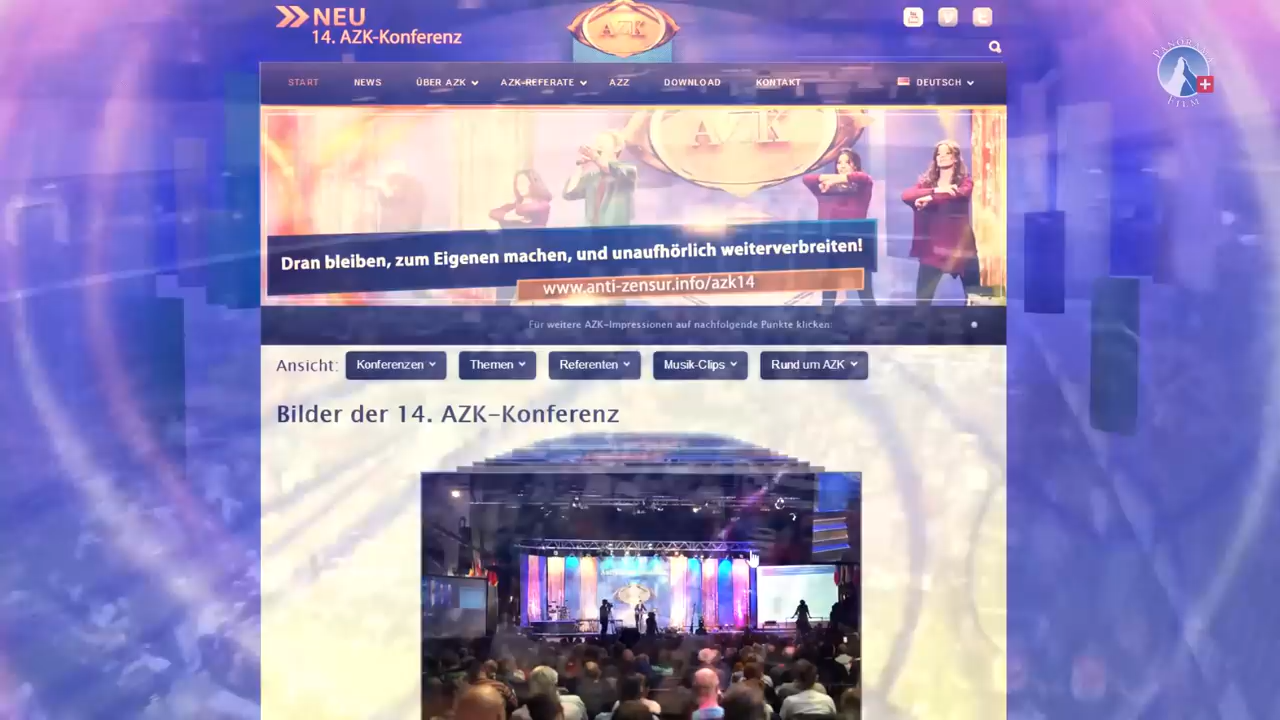 NEU
14. AZK-Konferenz
AZK
PANORAMA
FILM
START NEWS ÜBER AZK AZK-REFERATE AZZ DOWNLOAD KONTAKT DEUTSCH
AZK
Dran bleiben, zum Eigenen machen, und unaufhörlich weiterverbreiten!
www.anti-zensur.info/azk14
Für weitere AZK-Impressionen auf nachfolgende Punkte klicken:
Ansicht: Konferenzen Themen Referenten Musik-Clips Rund um AZK
Bilder der 14. AZK-Konferenz